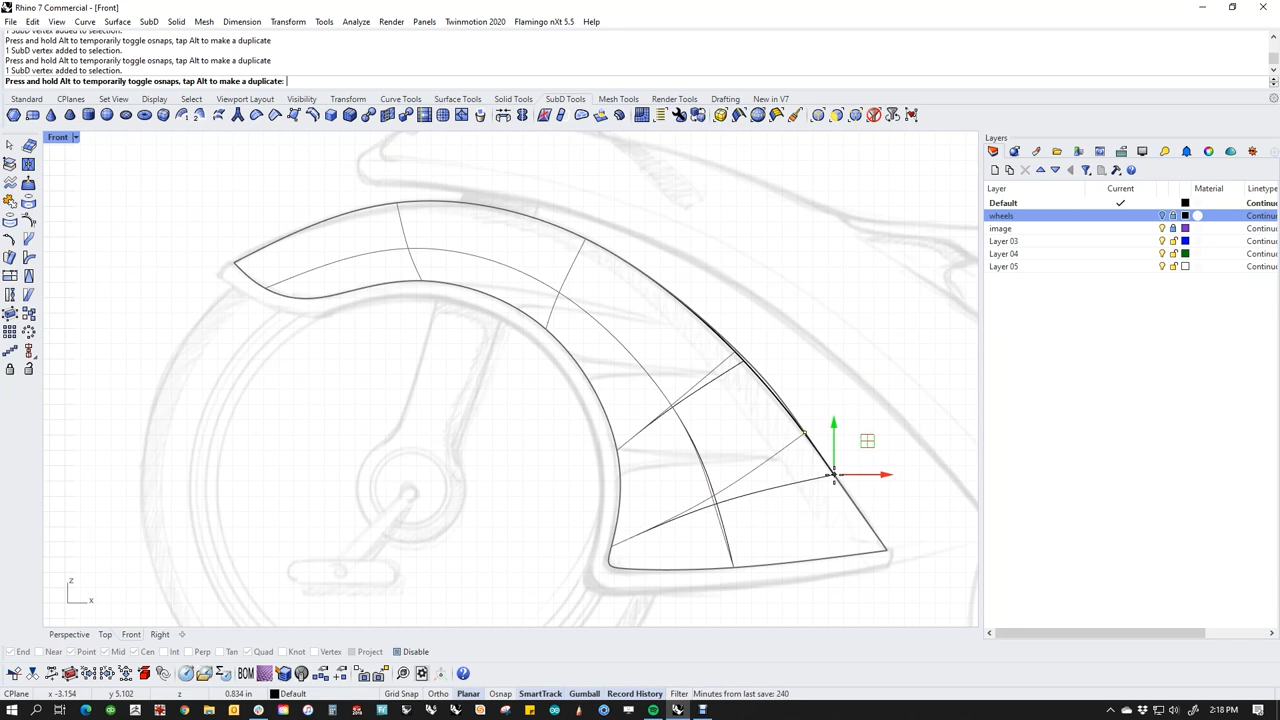 Rhino 7 Commercial - [Front]
File Edit View Curve Surface SubD Solid Mesh Dimension Transform Tools Analyze Render Panels Twinmotion 2020 Flamingo nXt 5.5 Help
1 SubD vertex added to selection.
Press and hold Alt to temporarily toggle osnaps, tap Alt to make a duplicate
1 SubD vertex added to selection.
Press and hold Alt to temporarily toggle osnaps, tap Alt to make a duplicate
1 SubD vertex added to selection.
Press and hold Alt to temporarily toggle osnaps, tap Alt to make a duplicate:
Standard CPlanes Set View Display Select Viewport Layout Visibility Transform Curve Tools Surface Tools Solid Tools SubD Tools Mesh Tools Render Tools Drafting New in V7
Front
Layers
Layer Current Material Linetype
Default Continuc
wheels Continuc
image Continuc
Layer 03 Continuc
Layer 04 Continuc
Layer 05 Continuc
z
x
Perspective Top Front Right
End Near Point Mid Cen Int Perp Tan Quad Knot Vertex Project Disable
BOM
CPlane x -3.154 y 5.102 z 0.834 in Default Grid Snap Ortho Planar Osnap SmartTrack Gumball Record History Filter Minutes from last save: 240
2:18 PM